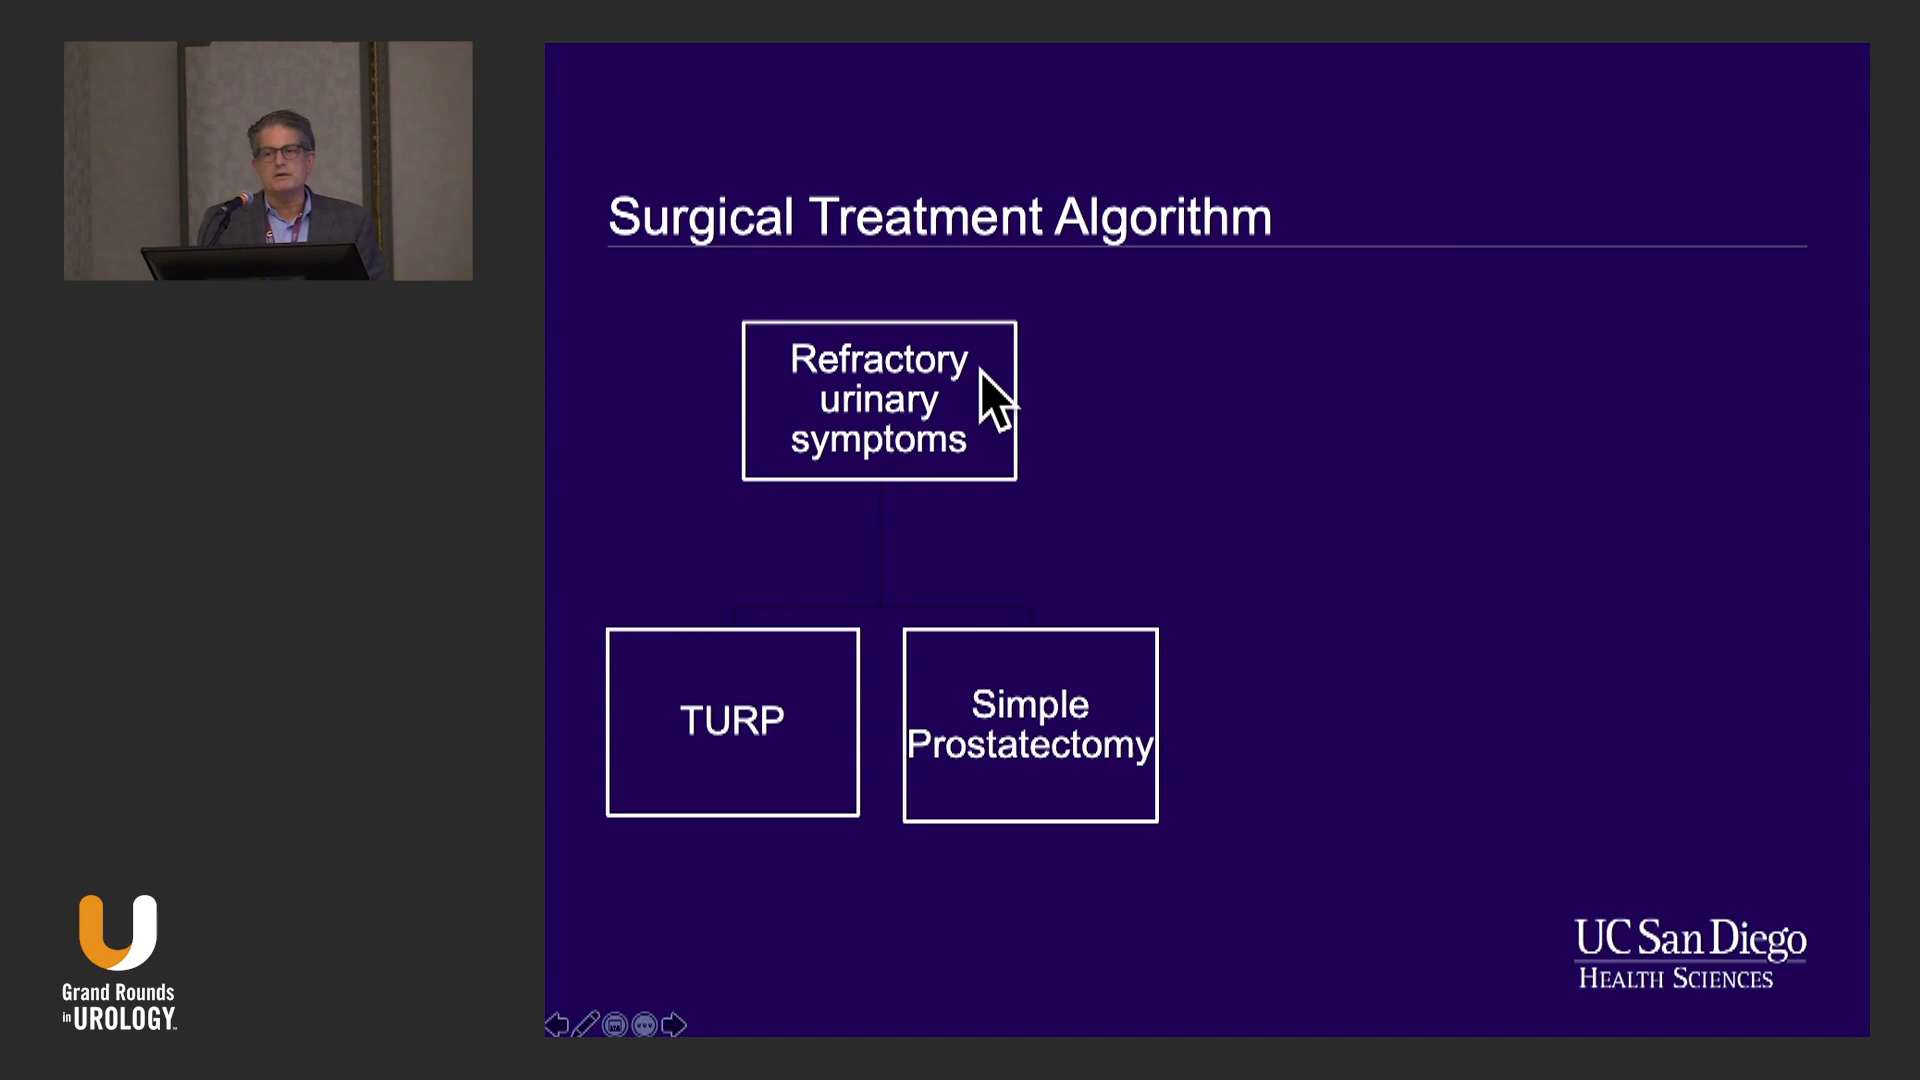 Surgical Treatment Algorithm
Refractory
urinary
symptoms
TURP
Simple
Prostatectomy
UC San Diego
HEALTH SCIENCES
Grand Rounds
in UROLOGY